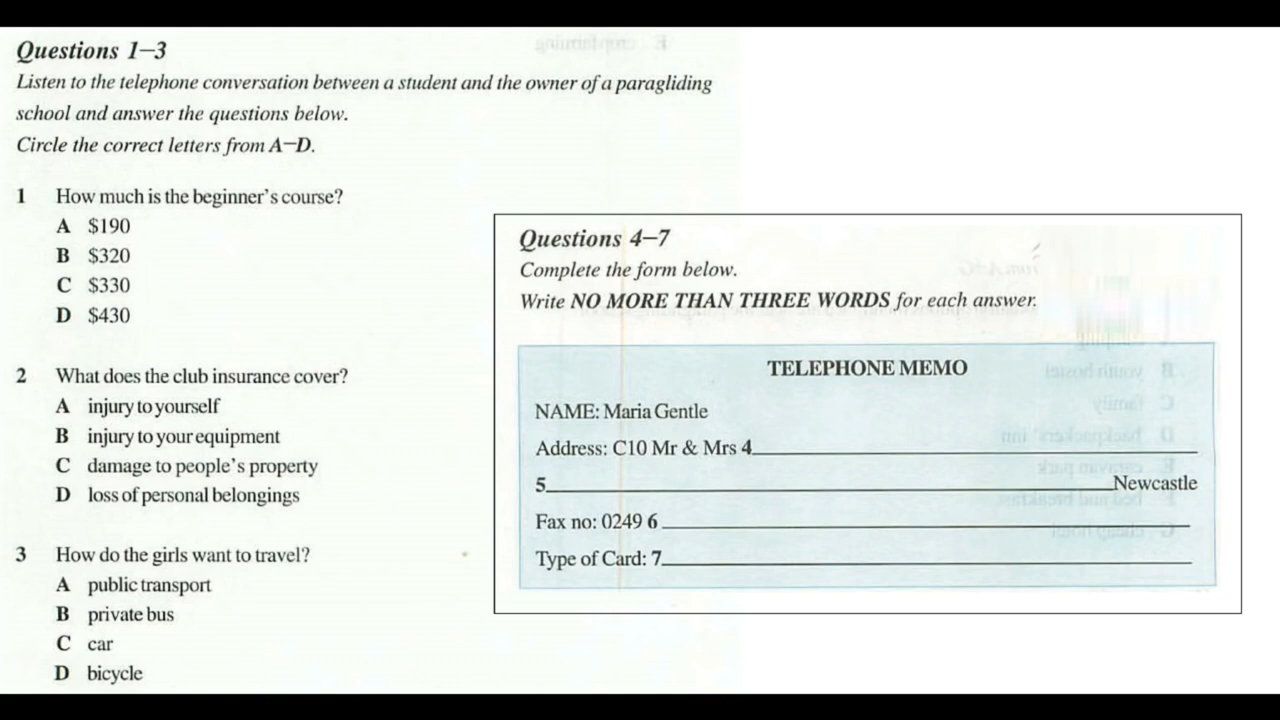 Questions 1–3
Listen to the telephone conversation between a student and the owner of a paragliding
school and answer the questions below.
Circle the correct letters from A–D.
1 How much is the beginner's course?
A $190
B $320
C $330
D $430
2 What does the club insurance cover?
A injury to yourself
B injury to your equipment
C damage to people's property
D loss of personal belongings
3 How do the girls want to travel?
A public transport
B private bus
C car
D bicycle
Questions 4–7
Complete the form below.
Write NO MORE THAN THREE WORDS for each answer.
TELEPHONE MEMO
NAME: Maria Gentle
Address: C10 Mr & Mrs 4
5 Newcastle
Fax no: 0249 6
Type of Card: 7